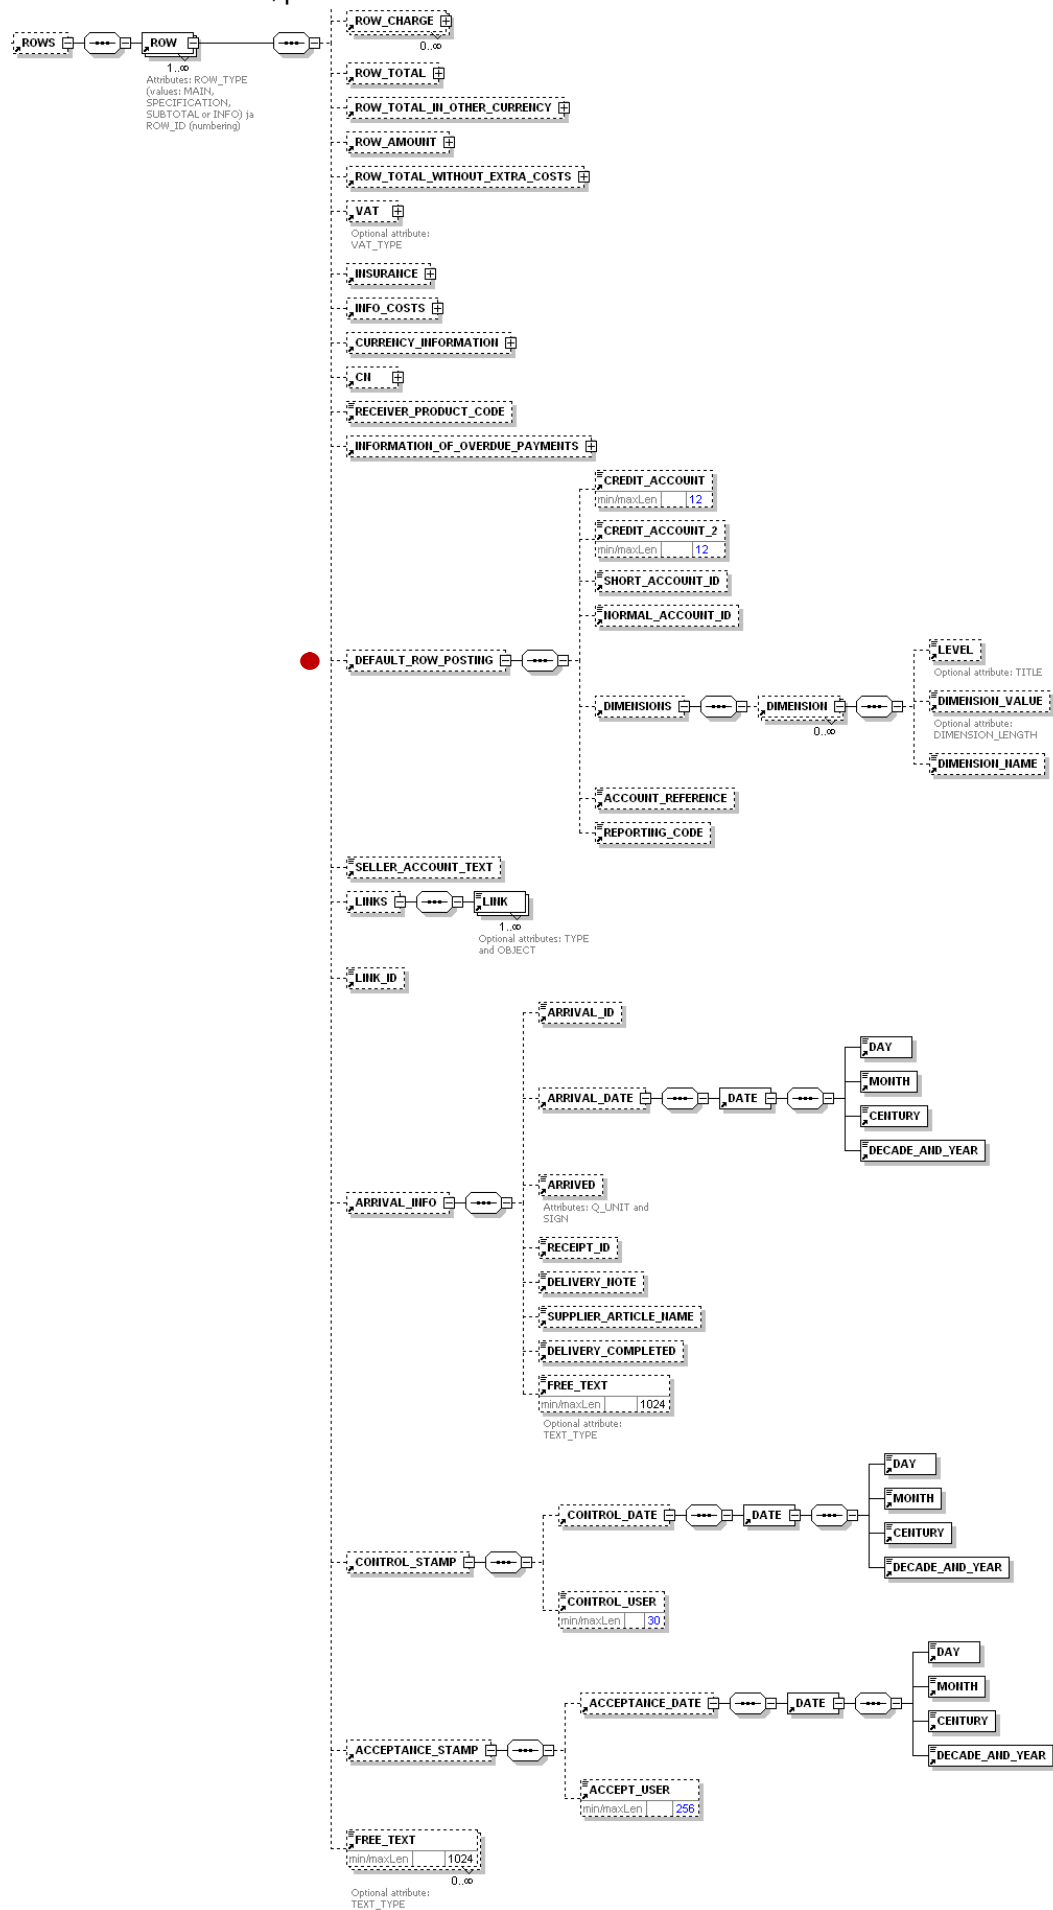 ROW_CHARGE
0..∞
ROWS
ROW
1..∞
Attributes: ROW_TYPE
(values: MAIN,
SPECIFICATION,
SUBTOTAL or INFO) ja
ROW_ID (numbering)
ROW_TOTAL
ROW_TOTAL_IN_OTHER_CURRENCY
ROW_AMOUNT
ROW_TOTAL_WITHOUT_EXTRA_COSTS
VAT
Optional attribute:
VAT_TYPE
INSURANCE
INFO_COSTS
CURRENCY_INFORMATION
CN
RECEIVER_PRODUCT_CODE
INFORMATION_OF_OVERDUE_PAYMENTS
CREDIT_ACCOUNT
min/maxLen 12
CREDIT_ACCOUNT_2
min/maxLen 12
SHORT_ACCOUNT_ID
NORMAL_ACCOUNT_ID
DEFAULT_ROW_POSTING
LEVEL
Optional attribute: TITLE
DIMENSIONS
DIMENSION
0..∞
DIMENSION_VALUE
Optional attribute:
DIMENSION_LENGTH
DIMENSION_NAME
ACCOUNT_REFERENCE
REPORTING_CODE
SELLER_ACCOUNT_TEXT
LINKS
LINK
1..∞
Optional attributes: TYPE
and OBJECT
LINK_ID
ARRIVAL_ID
ARRIVAL_DATE
DATE
DAY
MONTH
CENTURY
DECADE_AND_YEAR
ARRIVAL_INFO
ARRIVED
Attributes: Q_UNIT and
SIGN
RECEIPT_ID
DELIVERY_NOTE
SUPPLIER_ARTICLE_NAME
DELIVERY_COMPLETED
FREE_TEXT
min/maxLen 1024
Optional attribute:
TEXT_TYPE
CONTROL_STAMP
CONTROL_DATE
DATE
DAY
MONTH
CENTURY
DECADE_AND_YEAR
CONTROL_USER
min/maxLen 30
ACCEPTANCE_STAMP
ACCEPTANCE_DATE
DATE
DAY
MONTH
CENTURY
DECADE_AND_YEAR
ACCEPT_USER
min/maxLen 256
FREE_TEXT
min/maxLen 1024
0..∞
Optional attribute:
TEXT_TYPE